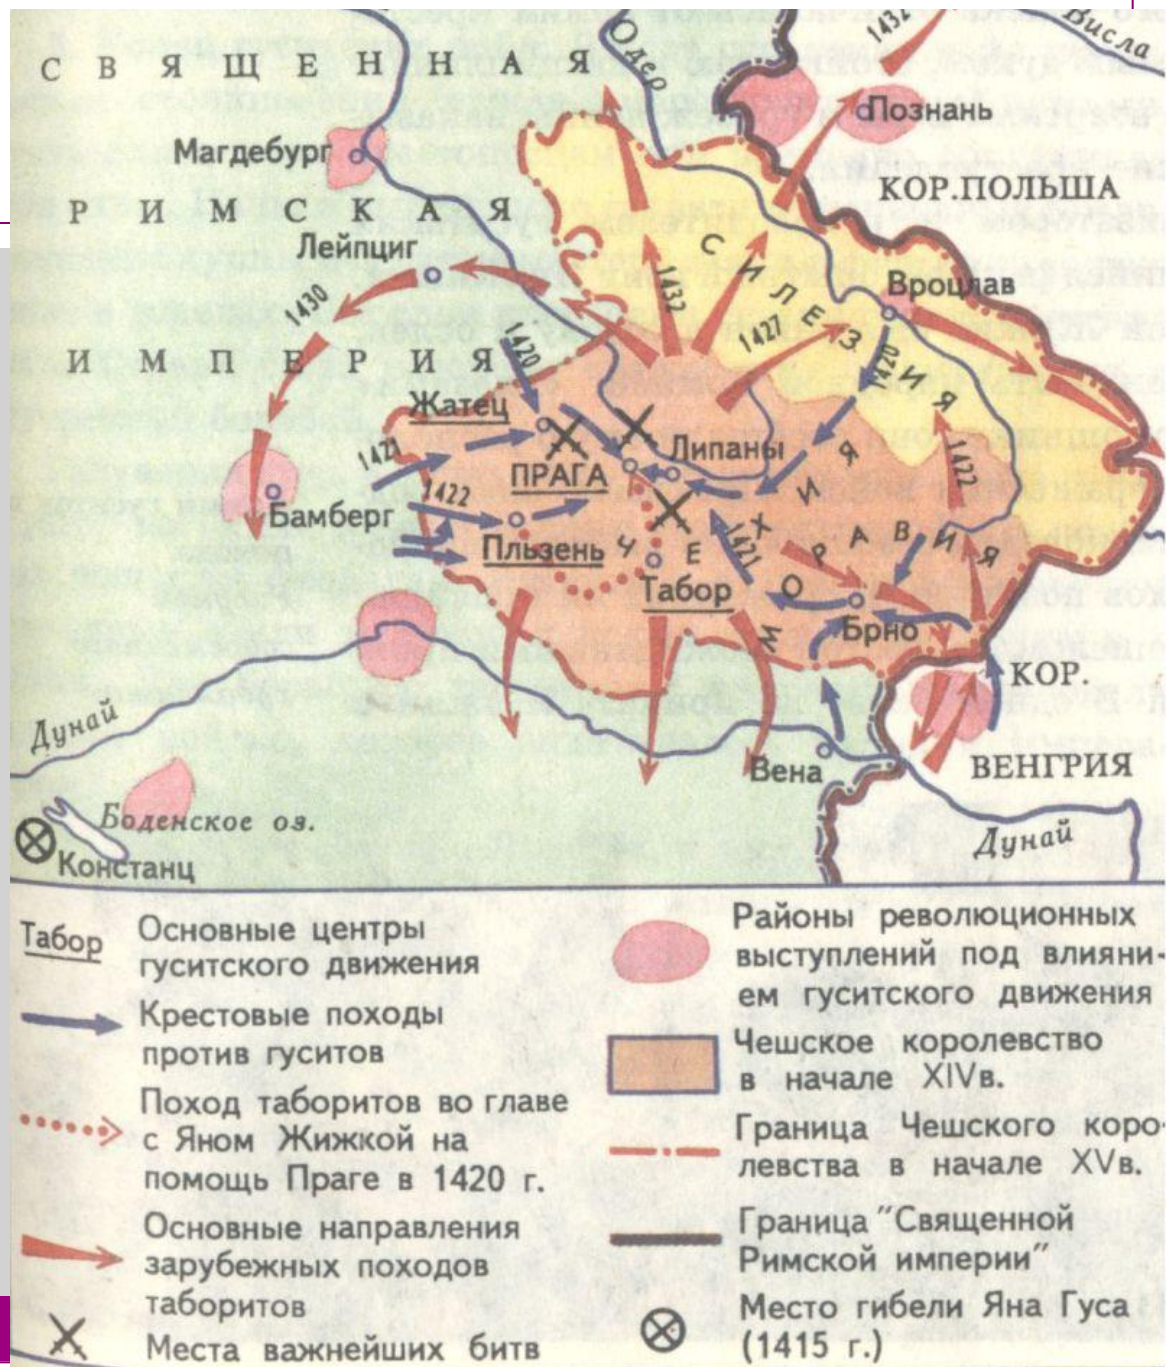 1432
Висла
Одер
СВЯЩЕННАЯ
Познань
Магдебург
КОР.ПОЛЬША
РИМСКАЯ
СИЛЕЗИЯ
Лейпциг
1430
1432
Вроцлав
1427
1420
1420
ИМПЕРИЯ
Жатец
1421
Липаны
ПРАГА
1422
1422
Бамберг
ЧЕХИЯ
Пльзень
1421
МОРАВИЯ
Табор
Брно
КОР.
ВЕНГРИЯ
Дунай
Вена
Боденское оз.
Дунай
Констанц
Табор
Основные центры
гуситского движения
Крестовые походы
против гуситов
Поход таборитов во главе
с Яном Жижкой на
помощь Праге в 1420 г.
Основные направления
зарубежных походов
таборитов
Места важнейших битв
Районы революционных
выступлений под влияни-
ем гуситского движения
Чешское королевство
в начале XIVв.
Граница Чешского коро-
левства в начале XVв.
Граница "Священной
Римской империи"
Место гибели Яна Гуса
(1415 г.)